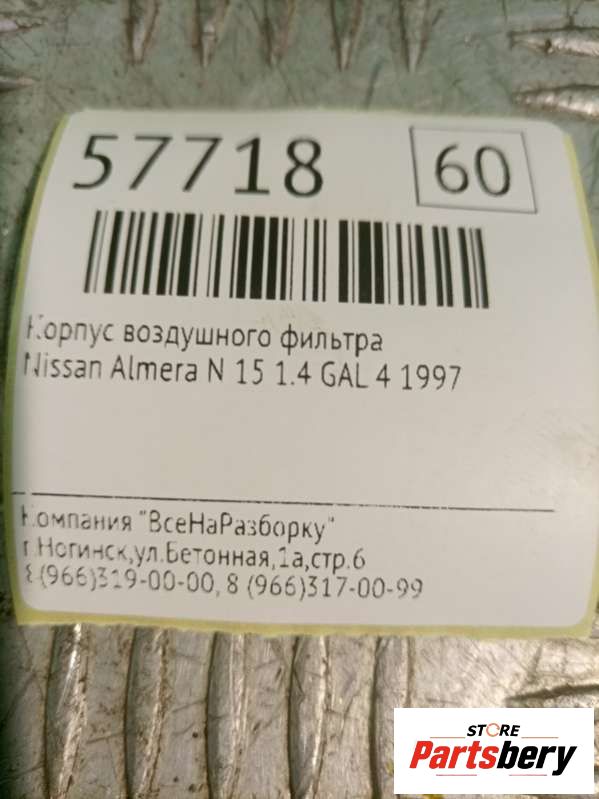 57718 60
Корпус воздушного фильтра
Nissan Almera N 15 1.4 GAL 4 1997
Компания "ВсеНаРазборку"
г.Ногинск,ул.Бетонная,1а,стр.6
8 (966)319-00-00, 8 (966)317-00-99
STORE
Partsbery